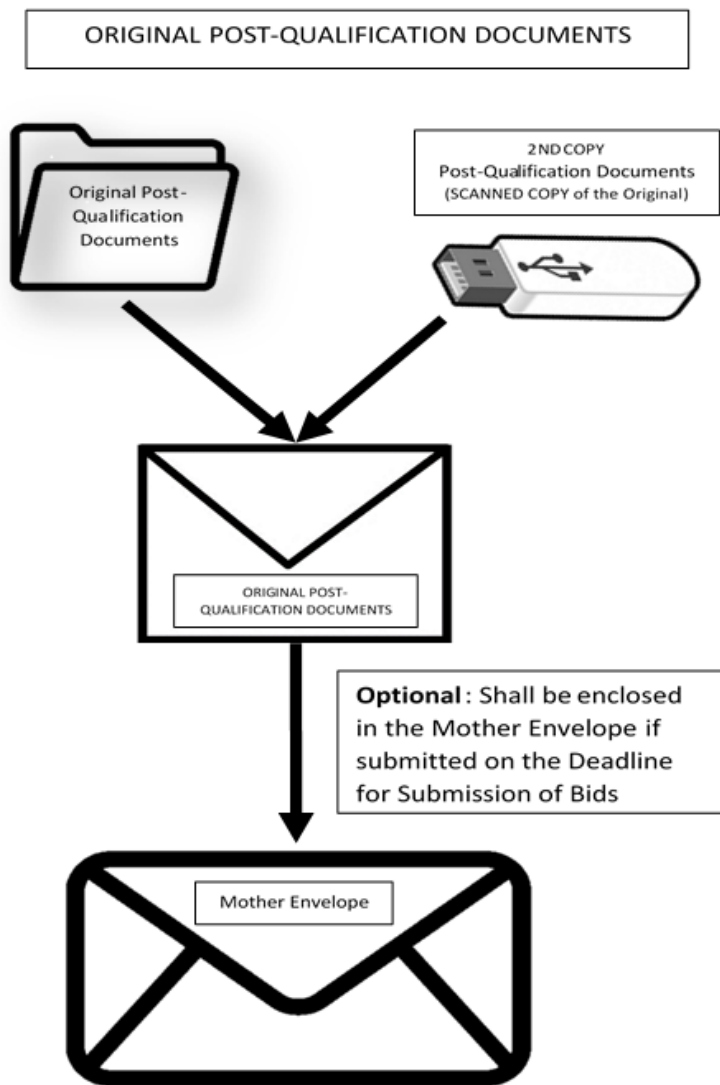 ORIGINAL POST-QUALIFICATION DOCUMENTS
Original Post-
Qualification
Documents
2ND COPY
Post-Qualification Documents
(SCANNED COPY of the Original)
ORIGINAL POST-
QUALIFICATION DOCUMENTS
Optional: Shall be enclosed
in the Mother Envelope if
submitted on the Deadline
for Submission of Bids
Mother Envelope